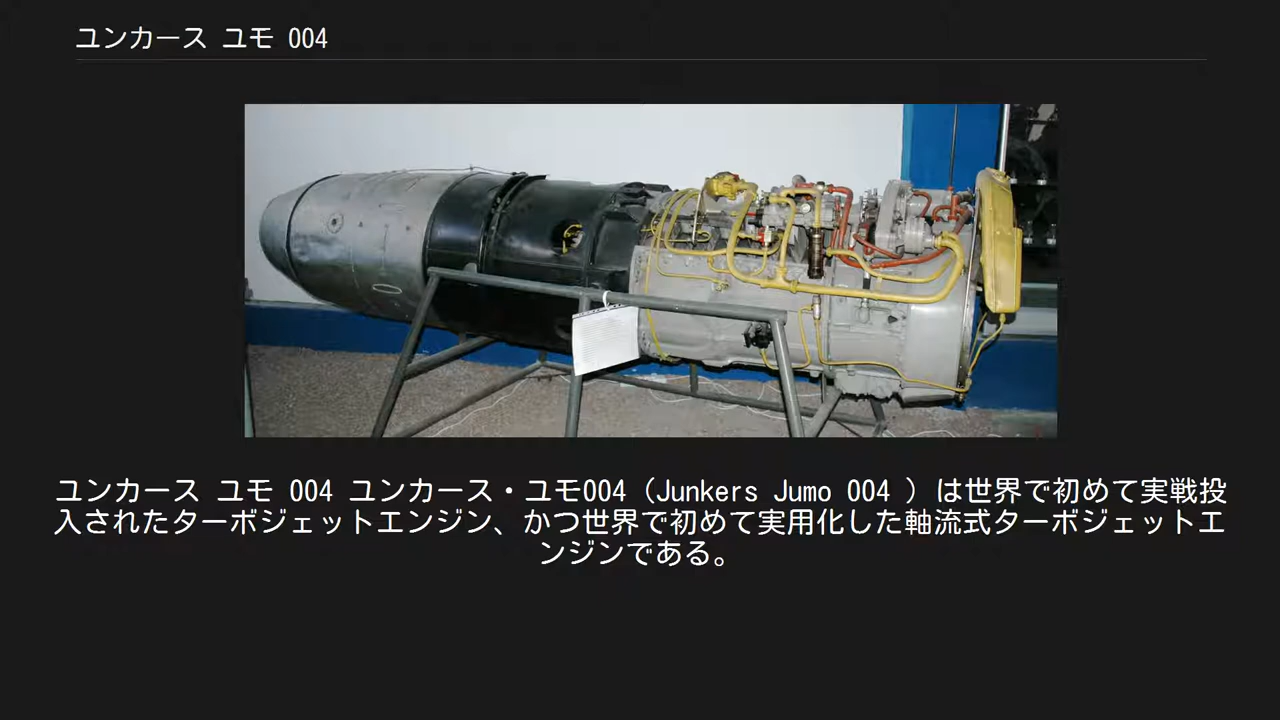 ユンカース ユモ 004
ユンカース ユモ 004 ユンカース・ユモ004（Junkers Jumo 004 ）は世界で初めて実戦投
入されたターボジェットエンジン、かつ世界で初めて実用化した軸流式ターボジェットエ
ンジンである。